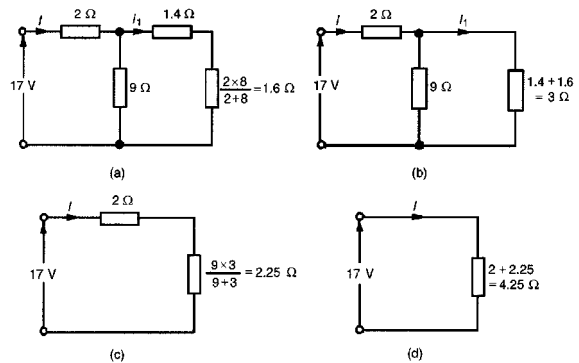 I
2 Ω
I1
1.4 Ω
17 V
9 Ω
2×8
2+8
=1.6 Ω
(a)
I
2 Ω
I1
17 V
9 Ω
1.4+1.6
= 3 Ω
(b)
I
2 Ω
17 V
9×3
9+3
= 2.25 Ω
(c)
I
17 V
2 + 2.25
= 4.25 Ω
(d)